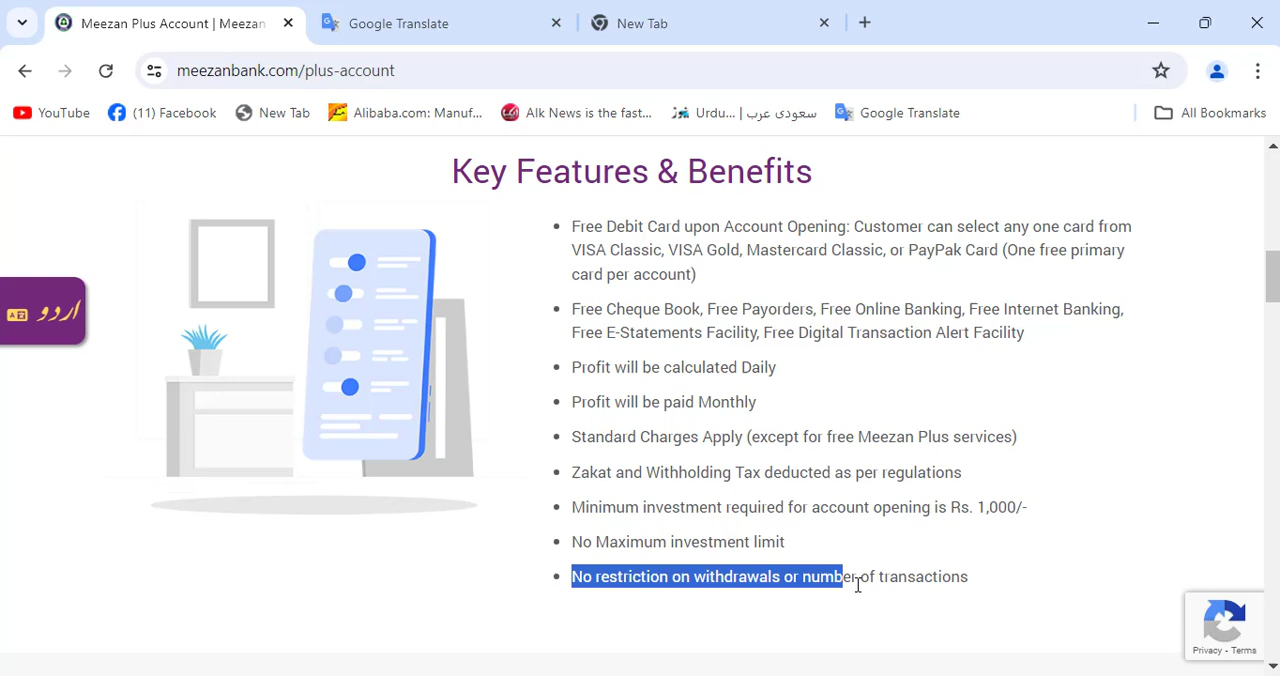 Meezan Plus Account | Meezan
Google Translate
New Tab
meezanbank.com/plus-account
YouTube
(11) Facebook
New Tab
Alibaba.com: Manuf...
Alk News is the fast...
Urdu... | سعودی عرب
Google Translate
All Bookmarks
Key Features & Benefits
Free Debit Card upon Account Opening: Customer can select any one card from
VISA Classic, VISA Gold, Mastercard Classic, or PayPak Card (One free primary
card per account)
اردو
Free Cheque Book, Free Payorders, Free Online Banking, Free Internet Banking,
Free E-Statements Facility, Free Digital Transaction Alert Facility
Profit will be calculated Daily
Profit will be paid Monthly
Standard Charges Apply (except for free Meezan Plus services)
Zakat and Withholding Tax deducted as per regulations
Minimum investment required for account opening is Rs. 1,000/-
No Maximum investment limit
No restriction on withdrawals or number of transactions
Privacy - Terms